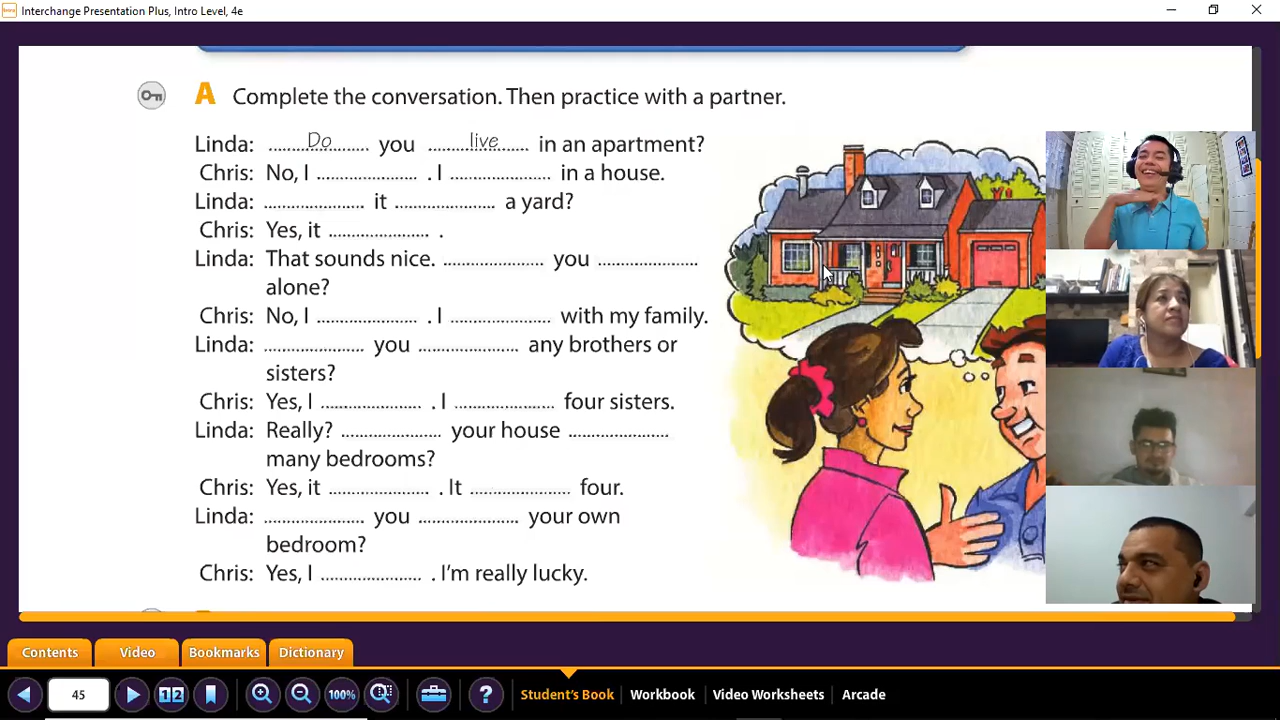 Interchange Presentation Plus, Intro Level, 4e
A Complete the conversation. Then practice with a partner.
Linda: Do you live in an apartment?
Chris: No, I .................... . I .................... in a house.
Linda: .................... it .................... a yard?
Chris: Yes, it .................... .
Linda: That sounds nice. .................... you ....................
alone?
Chris: No, I .................... . I .................... with my family.
Linda: .................... you .................... any brothers or
sisters?
Chris: Yes, I .................... . I .................... four sisters.
Linda: Really? .................... your house ....................
many bedrooms?
Chris: Yes, it .................... . It .................... four.
Linda: .................... you .................... your own
bedroom?
Chris: Yes, I .................... . I'm really lucky.
Contents Video Bookmarks Dictionary
45 1 2 100% ? Student's Book Workbook Video Worksheets Arcade